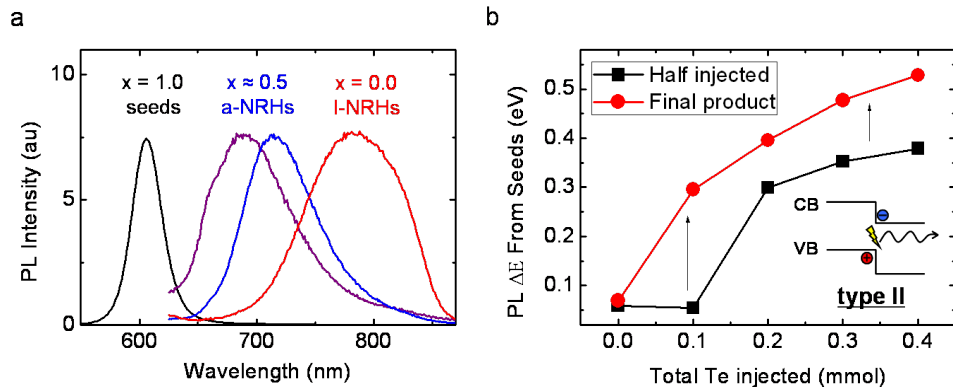 a
10
5
0
x = 1.0
seeds
x ≈ 0.5
a-NRHs
x = 0.0
l-NRHs
PL Intensity (au)
600
700
800
Wavelength (nm)
b
0.5
0.4
0.3
0.2
0.1
Half injected
Final product
CB
VB
type II
PL ΔE From Seeds (eV)
0.0
0.1
0.2
0.3
0.4
Total Te injected (mmol)